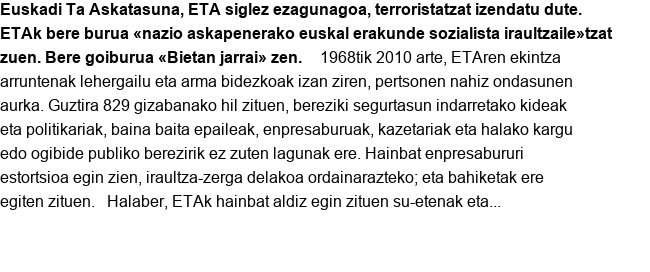 Euskadi Ta Askatasuna, ETA siglez ezagunagoa, terroristatzat izendatu dute.
ETAk bere burua «nazio askapenerako euskal erakunde sozialista iraultzaile»tzat
zuen. Bere goiburua «Bietan jarrai» zen.    1968tik 2010 arte, ETAren ekintza
arruntenak lehergailu eta arma bidezkoak izan ziren, pertsonen nahiz ondasunen
aurka. Guztira 829 gizabanako hil zituen, bereziki segurtasun indarretako kideak
eta politikariak, baina baita epaileak, enpresaburuak, kazetariak eta halako kargu
edo ogibide publiko berezirik ez zuten lagunak ere. Hainbat enpresabururi
estortsioa egin zien, iraultza-zerga delakoa ordainarazteko; eta bahiketak ere
egiten zituen.   Halaber, ETAk hainbat aldiz egin zituen su-etenak eta...